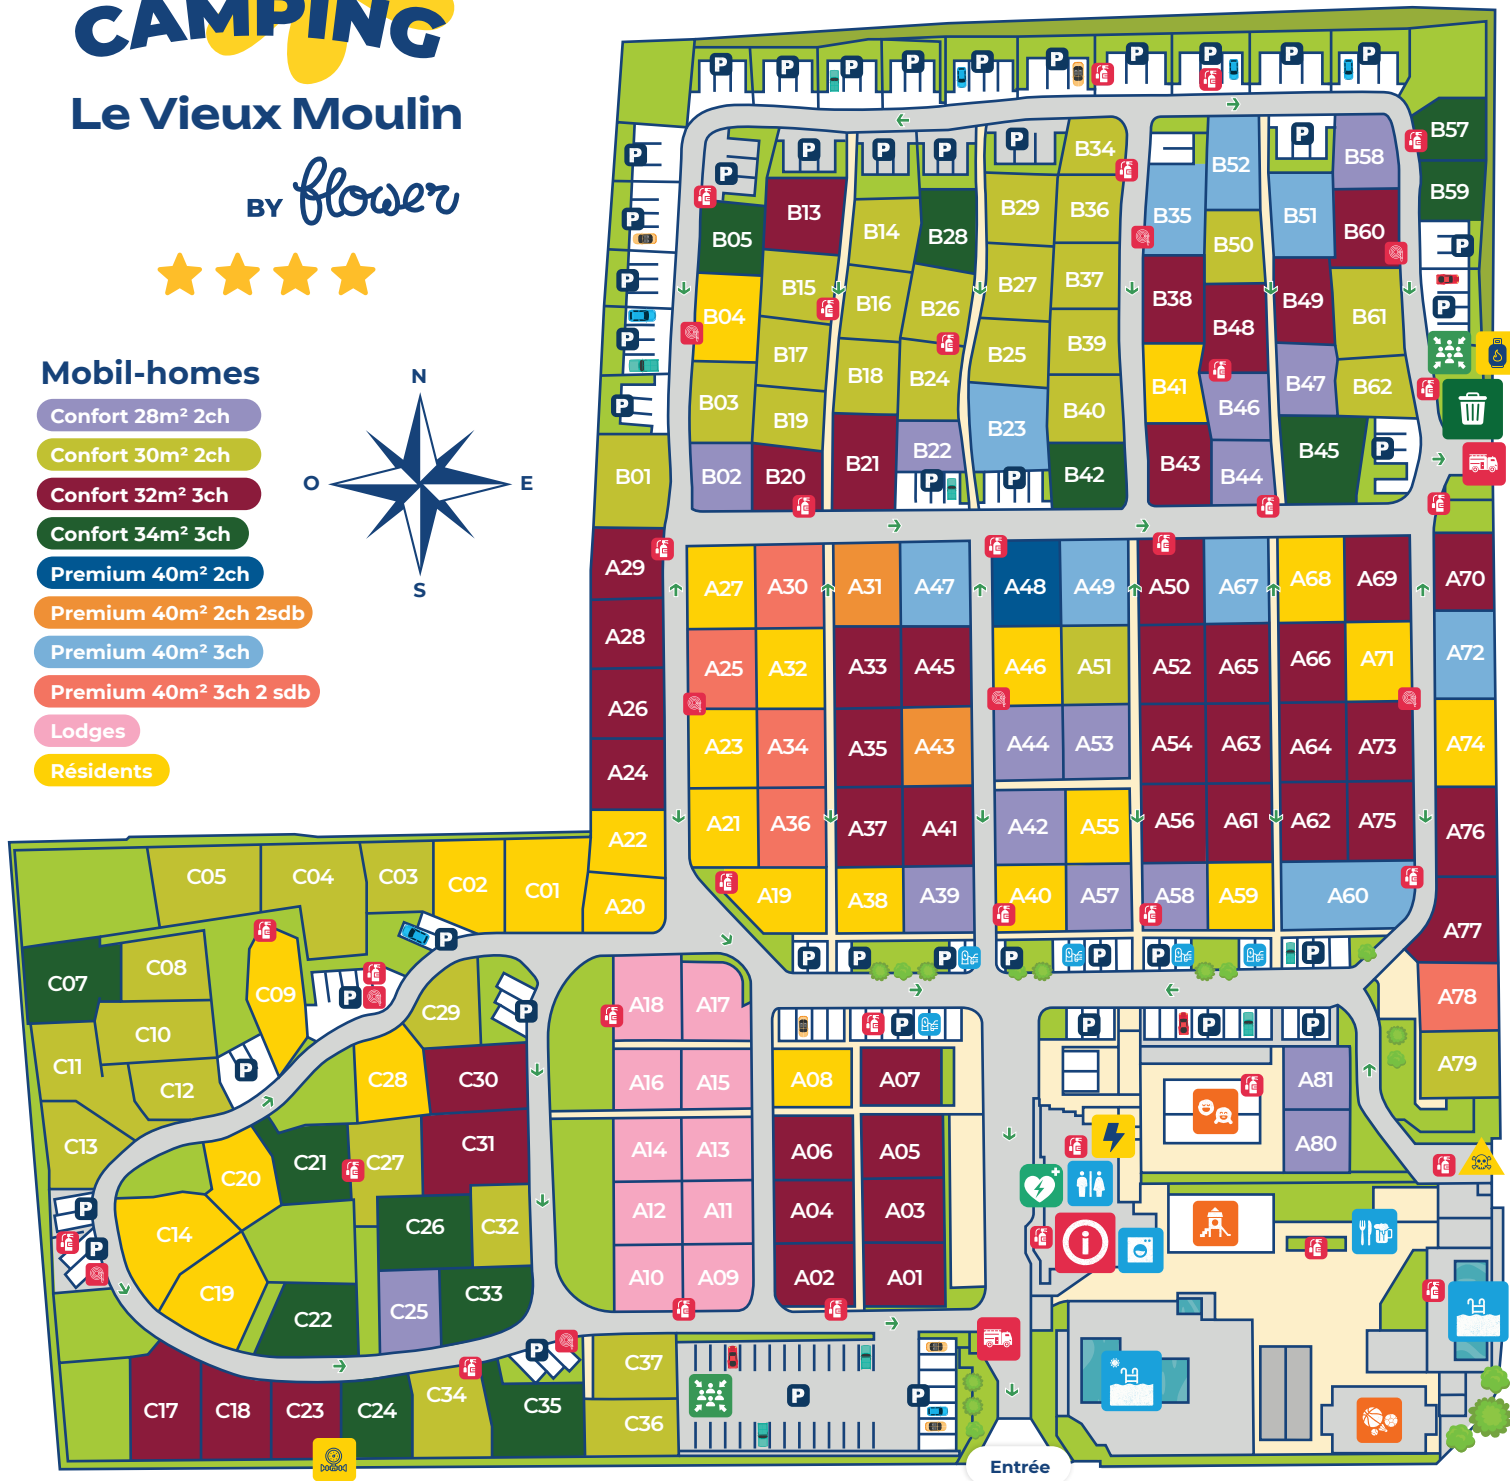 CAMPING
Le Vieux Moulin
BY flower
Mobil-homes
Confort 28m² 2ch
Confort 30m² 2ch
Confort 32m² 3ch
Confort 34m² 3ch
Premium 40m² 2ch
Premium 40m² 2ch 2sdb
Premium 40m² 3ch
Premium 40m² 3ch 2 sdb
Lodges
Résidents
N
O E
S
P P P P P P P P P P
P P P P P P P
B34 B52 B58 B57
B59
B05 B13 B14 B28 B29 B36 B35 B50 B51 B60 P
P
B04 B15 B16 B26 B27 B37 B38 B48 B49 B61 P
P
B03 B17 B18 B24 B25 B39 B41 B46 B47 B62
P
B19 B23 B40
P
B01 B02 B20 B21 B22 P P B42 B43 B44 B45 P
A29 A27 A30 A31 A47 A48 A49 A50 A67 A68 A69 A70
A28 A25 A32 A33 A45 A46 A51 A52 A65 A66 A71 A72
A26 A23 A34 A35 A43 A44 A53 A54 A63 A64 A73 A74
A24 A21 A36 A37 A41 A42 A55 A56 A61 A62 A75 A76
A22 A19 A38 A39 A40 A57 A58 A59 A60 A77
A20
C05 C04 C03 C02 C01
P P P P P P P P
C07 C08 C09 P C29 P A18 A17 P P P P A78
C11 C10 P
C12 C28 C30 A16 A15 A08 A07 A81 A79
C13 C20 C21 C27 C31 A14 A13 A06 A05 A80
P C14 C26 C32 A12 A11 A04 A03
P C19 C22 C25 C33 A10 A09 A02 A01
i
P C37 P P
C17 C18 C23 C24 C34 C35 C36
Entrée